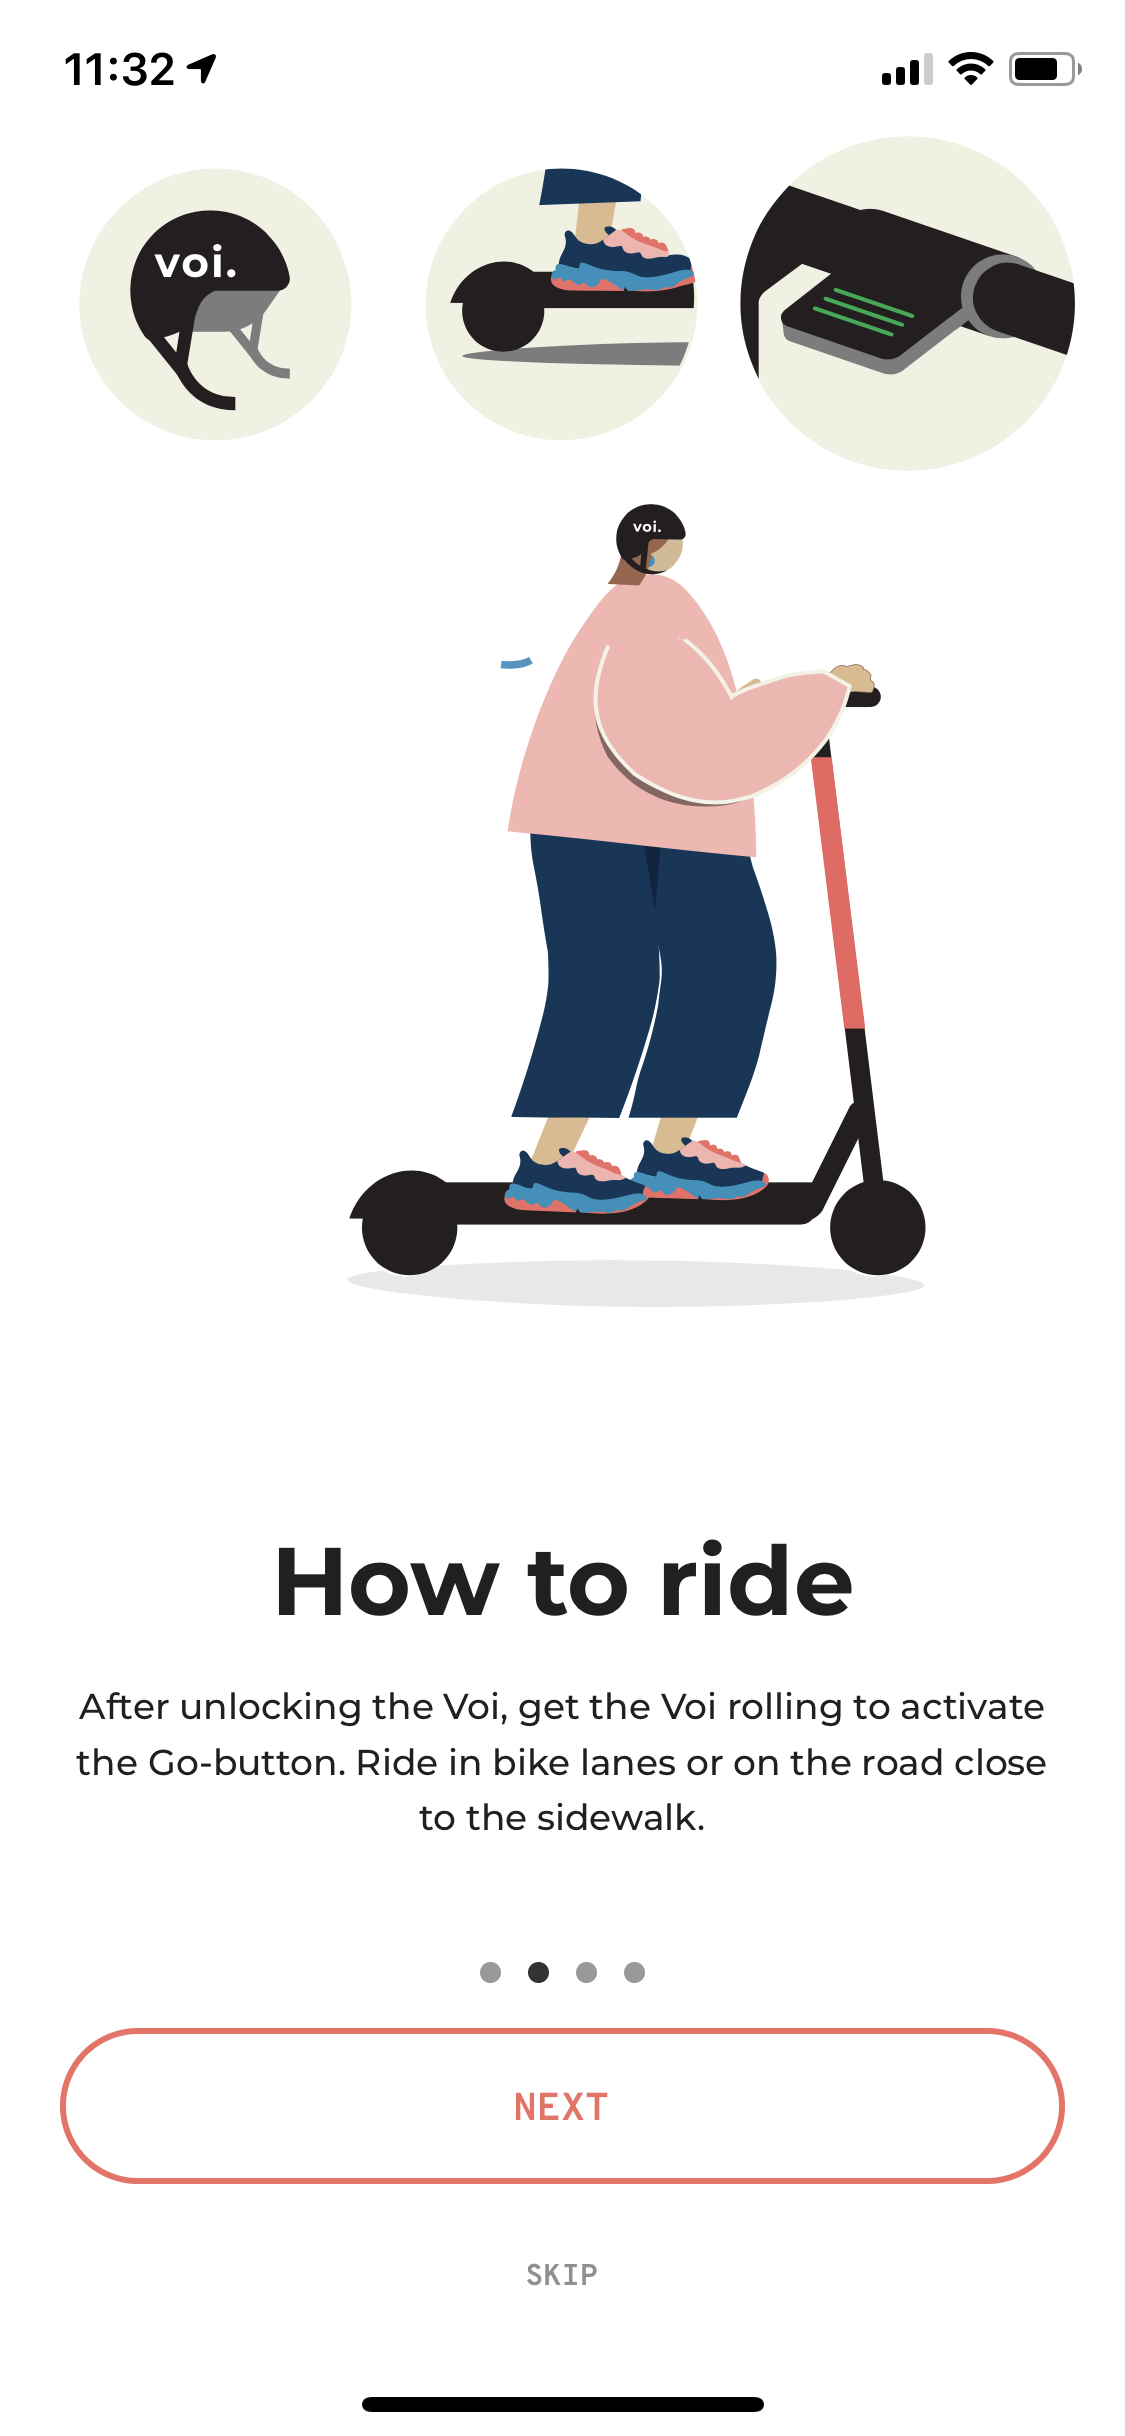 11:32
voi.
voi.
How to ride
After unlocking the Voi, get the Voi rolling to activate
the Go-button. Ride in bike lanes or on the road close
to the sidewalk.
NEXT
SKIP